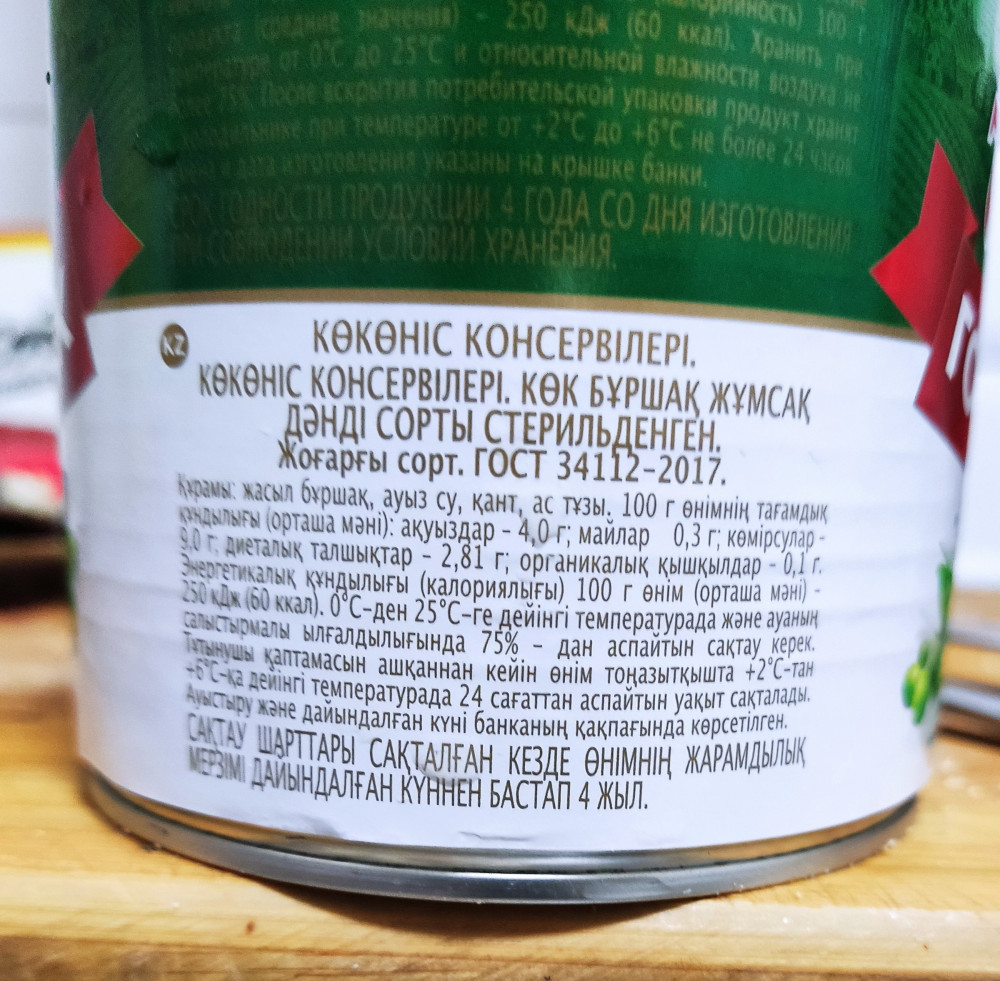 (средние значения) - 250 кДж (60 ккал). Хранить при
от 0°C до 25°C и относительной влажности воздуха не
75%. После вскрытия потребительской упаковки продукт хранят
при температуре от +2°C до +6°C не более 24 часов.
дата изготовления указаны на крышке банки.
СРОК ГОДНОСТИ ПРОДУКЦИИ 4 ГОДА СО ДНЯ ИЗГОТОВЛЕНИЯ
ПРИ СОБЛЮДЕНИИ УСЛОВИЙ ХРАНЕНИЯ.
KZ
КӨКӨНІС КОНСЕРВІЛЕРІ.
КӨКӨНІС КОНСЕРВІЛЕРІ. КӨК БҰРШАҚ ЖҰМСАҚ
ДӘНДІ СОРТЫ СТЕРИЛЬДЕНГЕН.
Жоғарғы сорт. ГОСТ 34112-2017.
Құрамы: жасыл бұршақ, ауыз су, қант, ас тұзы. 100 г өнімнің тағамдық
құндылығы (орташа мәні): ақуыздар - 4,0 г; майлар 0,3 г; көмірсулар -
9,0 г; диеталық талшықтар - 2,81 г; органикалық қышқылдар - 0,1 г.
Энергетикалық құндылығы (калориялығы) 100 г өнім (орташа мәні) -
250 кДж (60 ккал). 0°C-ден 25°C-ге дейінгі температурада және ауаның
салыстырмалы ылғалдылығында 75% - дан аспайтын сақтау керек.
Тұтынушы қаптамасын ашқаннан кейін өнім тоңазытқышта +2°C-тан
+6°C-қа дейінгі температурада 24 сағаттан аспайтын уақыт сақталады.
Ауыстыру және дайындалған күні банканың қақпағында көрсетілген.
САҚТАУ ШАРТТАРЫ САҚТАЛҒАН КЕЗДЕ ӨНІМНІҢ ЖАРАМДЫЛЫҚ
МЕРЗІМІ ДАЙЫНДАЛҒАН КҮННЕН БАСТАП 4 ЖЫЛ.